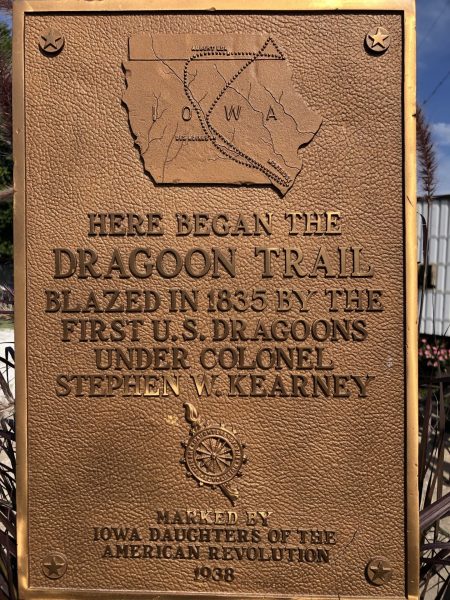 IOWA
HERE BEGAN THE
DRAGOON TRAIL
BLAZED IN 1835 BY THE
FIRST U.S. DRAGOONS
UNDER COLONEL
STEPHEN W. KEARNEY
MARKED BY
IOWA DAUGHTERS OF THE
AMERICAN REVOLUTION
1938